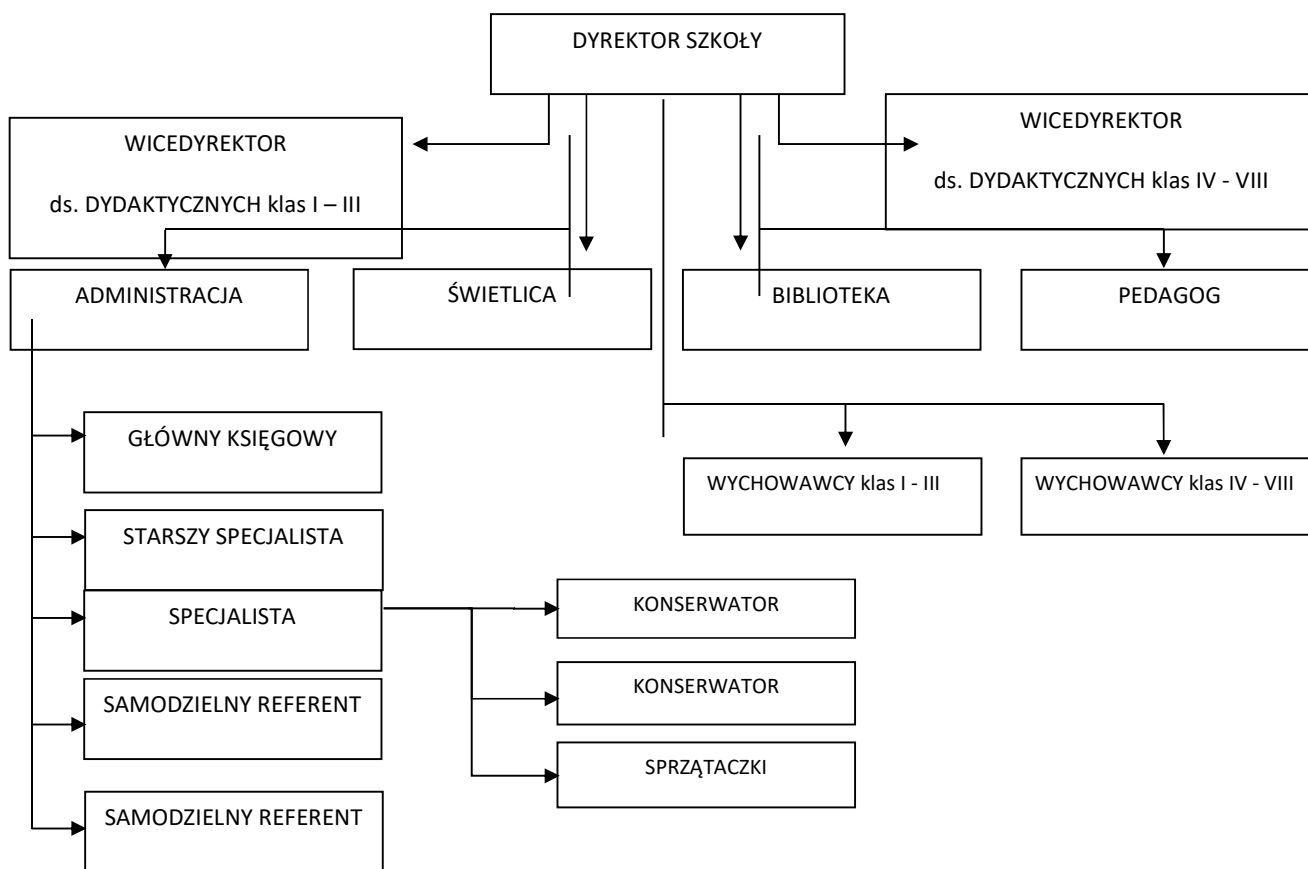 DYREKTOR SZKOŁY
WICEDYREKTOR
ds. DYDAKTYCZNYCH klas I – III
WICEDYREKTOR
ds. DYDAKTYCZNYCH klas IV - VIII
ADMINISTRACJA
ŚWIETLICA
BIBLIOTEKA
PEDAGOG
GŁÓWNY KSIĘGOWY
WYCHOWAWCY klas I - III
WYCHOWAWCY klas IV - VIII
STARSZY SPECJALISTA
SPECJALISTA
KONSERWATOR
SAMODZIELNY REFERENT
KONSERWATOR
SPRZĄTACZKI
SAMODZIELNY REFERENT